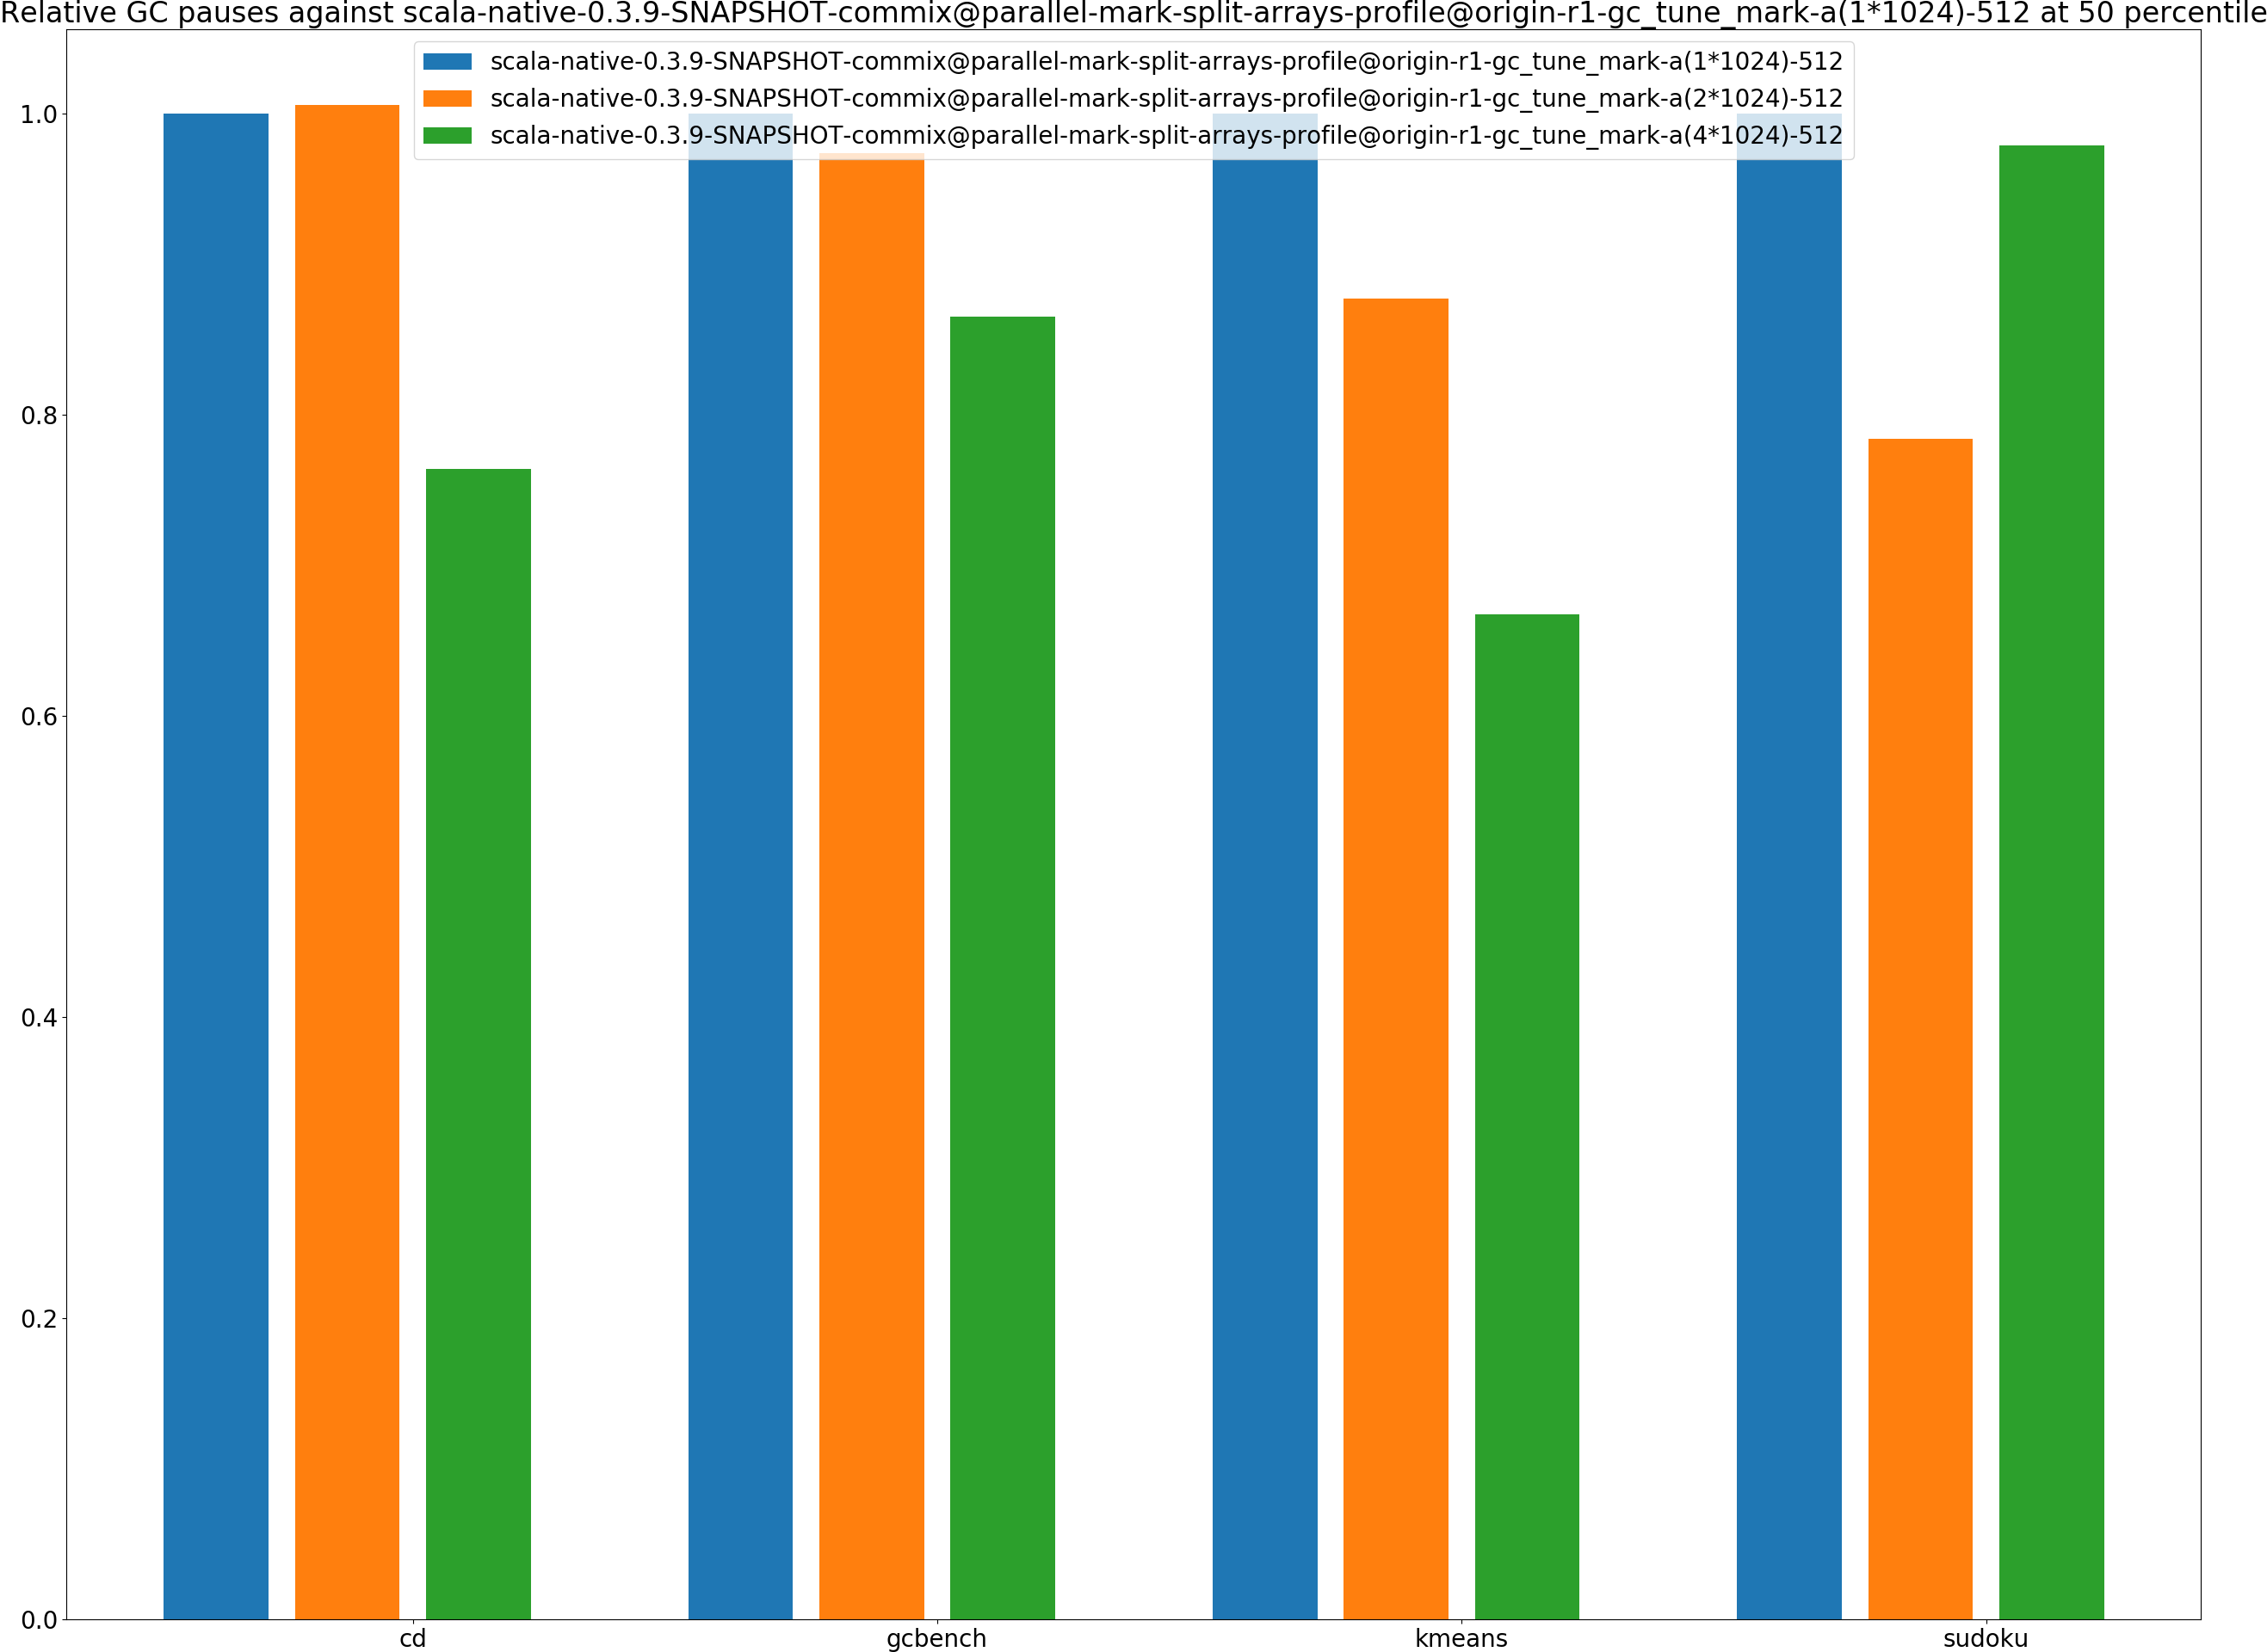 Relative GC pauses against scala-native-0.3.9-SNAPSHOT-commix@parallel-mark-split-arrays-profile@origin-r1-gc_tune_mark-a(1*1024)-512 at 50 percentile
scala-native-0.3.9-SNAPSHOT-commix@parallel-mark-split-arrays-profile@origin-r1-gc_tune_mark-a(1*1024)-512
scala-native-0.3.9-SNAPSHOT-commix@parallel-mark-split-arrays-profile@origin-r1-gc_tune_mark-a(2*1024)-512
scala-native-0.3.9-SNAPSHOT-commix@parallel-mark-split-arrays-profile@origin-r1-gc_tune_mark-a(4*1024)-512
1.0
0.8
0.6
0.4
0.2
0.0
cd gcbench kmeans sudoku